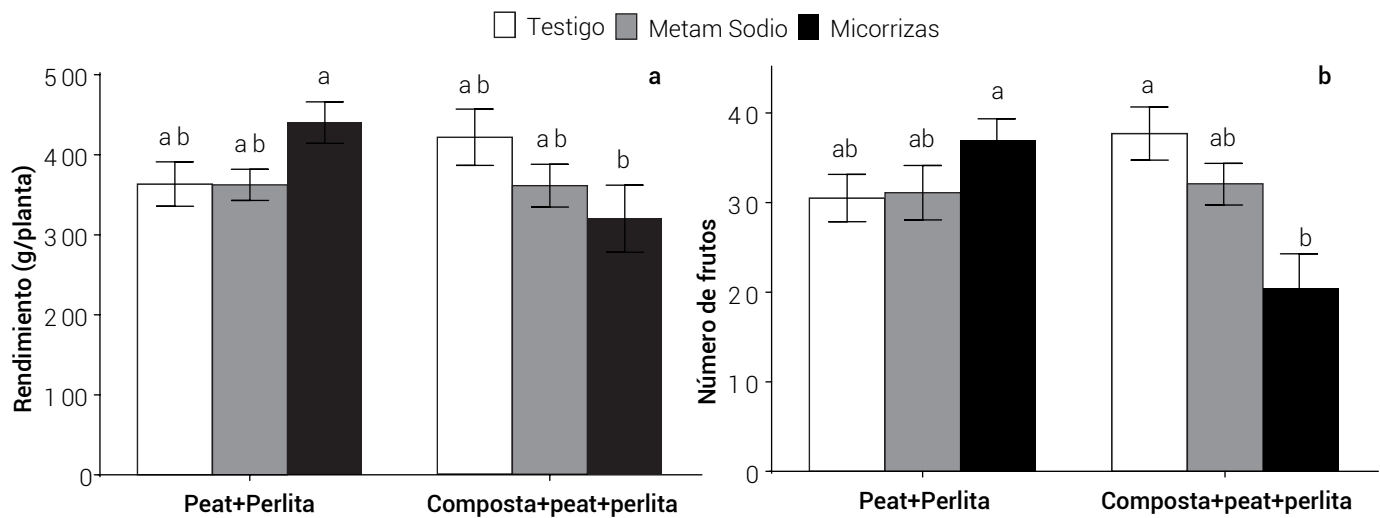 Testigo Metam Sodio Micorrizas
a
Rendimiento (g/planta)
500
400
300
200
100
0
a b a b a a b a b b
Peat+Perlita Composta+peat+perlita
b
Número de frutos
40
30
20
10
0
ab ab a a ab b
Peat+Perlita Composta+peat+perlita